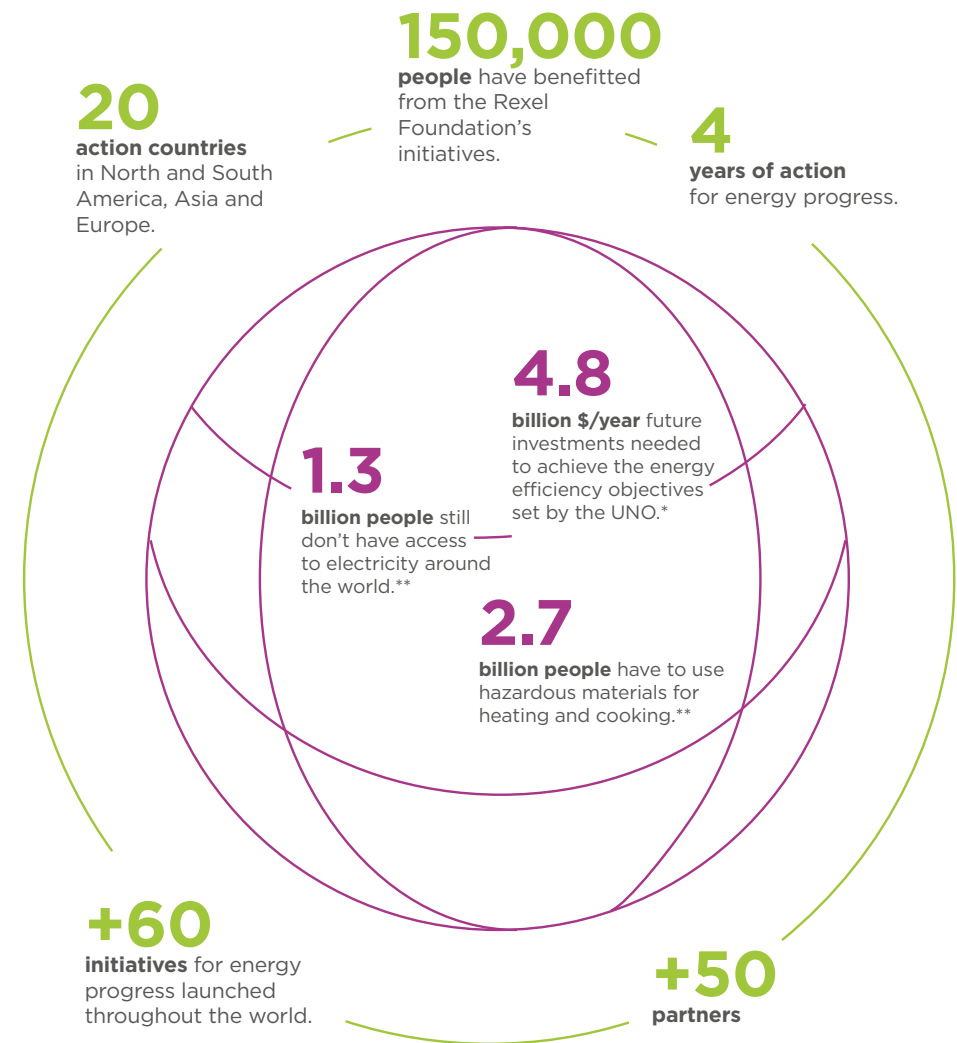 150,000
people have benefitted
from the Rexel
Foundation's
initiatives.
20
action countries
in North and South
America, Asia and
Europe.
4
years of action
for energy progress.
4.8
billion $/year future
investments needed
to achieve the energy
efficiency objectives
set by the UNO.*
1.3
billion people still
don't have access
to electricity around
the world.**
2.7
billion people have to use
hazardous materials for
heating and cooking.**
+60
initiatives for energy
progress launched
throughout the world.
+50
partners